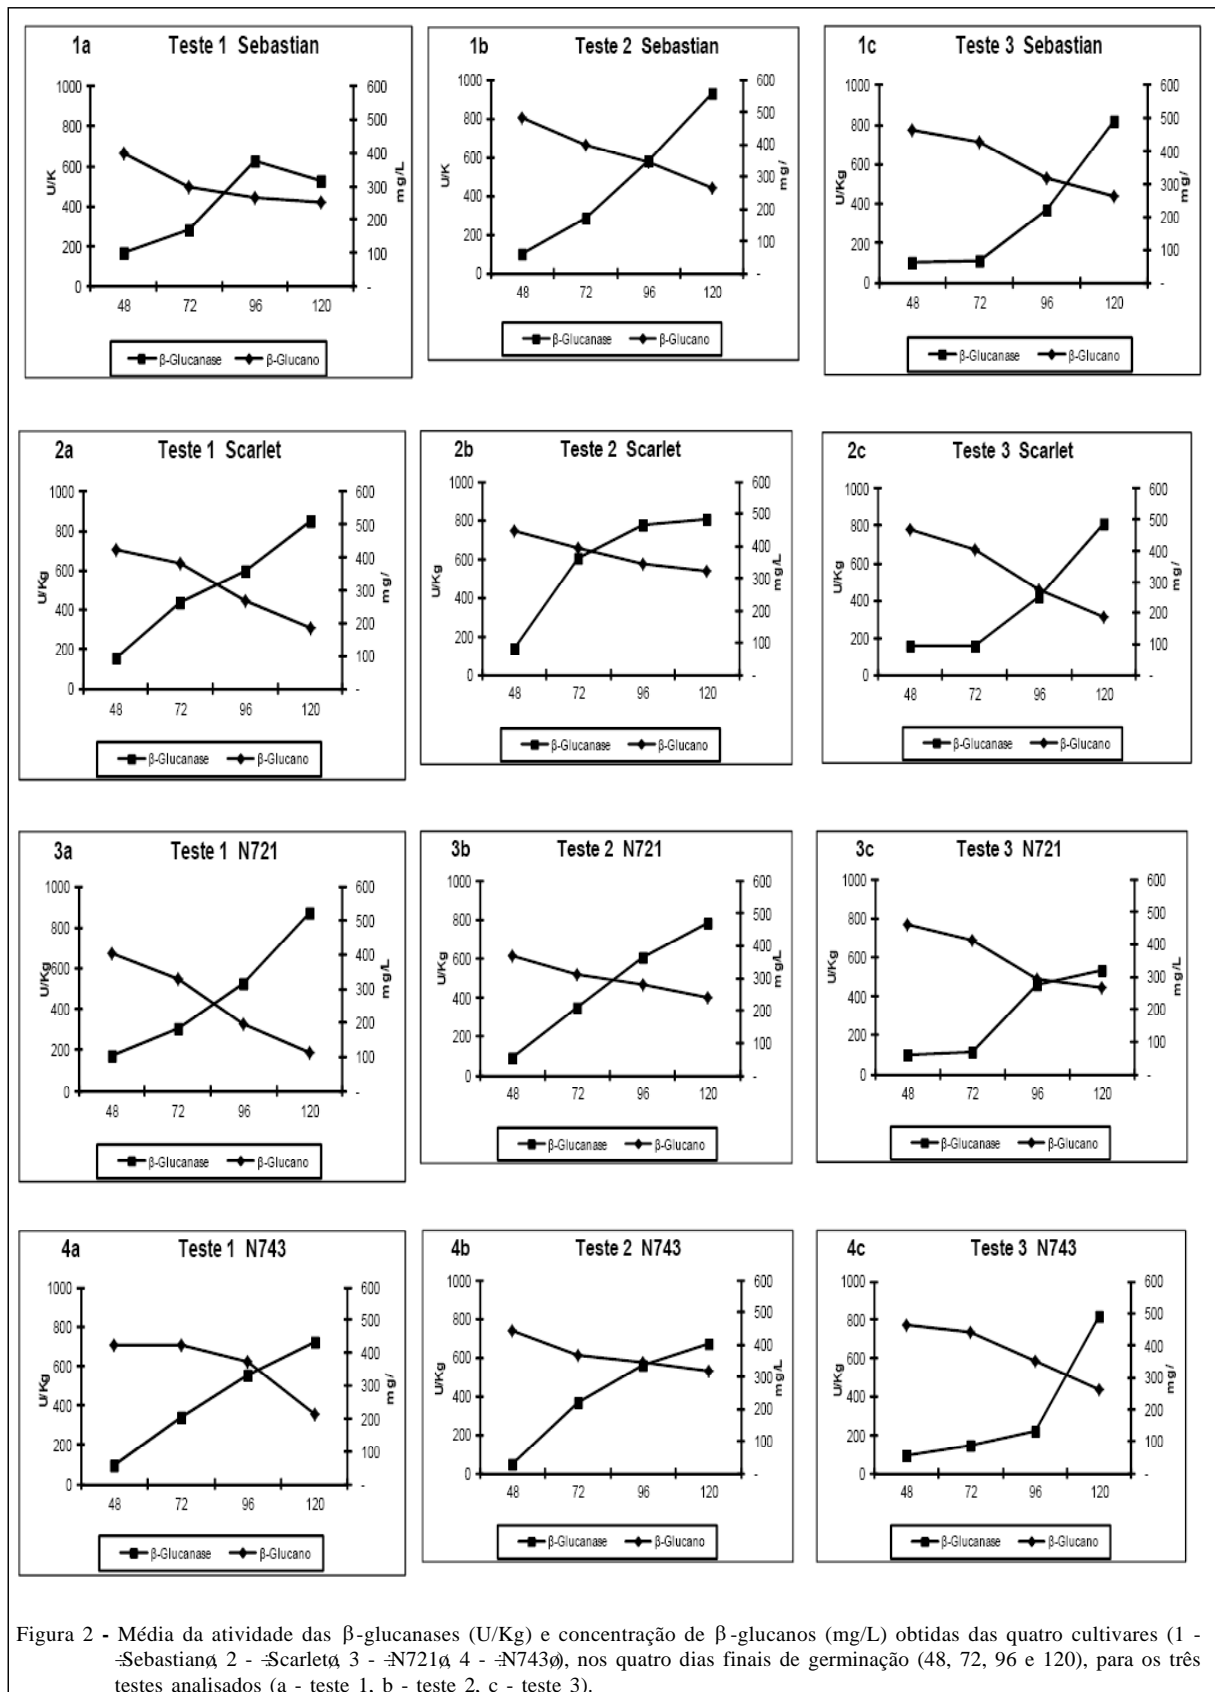 1a Teste 1 Sebastian
1000
800
600
400
200
0
U/K
600
500
400
300
200
100
-
mg/L
48 72 96 120
β-Glucanase β-Glucano
1b Teste 2 Sebastian
1000
800
600
400
200
0
U/K
600
500
400
300
200
100
-
mg/
48 72 96 120
β-Glucanase β-Glucano
1c Teste 3 Sebastian
1000
800
600
400
200
0
U/Kg
600
500
400
300
200
100
-
mg/L
48 72 96 120
β-Glucanase β-Glucano
2a Teste 1 Scarlet
1000
800
600
400
200
0
U/Kg
600
500
400
300
200
100
-
mg/
48 72 96 120
β-Glucanase β-Glucano
2b Teste 2 Scarlet
1000
800
600
400
200
0
U/Kg
600
500
400
300
200
100
-
mg/L
48 72 96 120
β-Glucanase β-Glucano
2c Teste 3 Scarlet
1000
800
600
400
200
0
U/Kg
600
500
400
300
200
100
-
mg/
48 72 96 120
β-Glucanase β-Glucano
3a Teste 1 N721
1000
800
600
400
200
0
U/Kg
600
500
400
300
200
100
-
mg/L
48 72 96 120
β-Glucanase β-Glucano
3b Teste 2 N721
1000
800
600
400
200
0
U/Kg
600
500
400
300
200
100
-
mg/L
48 72 96 120
β-Glucanase β-Glucano
3c Teste 3 N721
1000
800
600
400
200
0
U/Kg
600
500
400
300
200
100
-
mg/L
48 72 96 120
β-Glucanase β-Glucano
4a Teste 1 N743
1000
800
600
400
200
0
U/Kg
600
500
400
300
200
100
-
mg/
48 72 96 120
β-Glucanase β-Glucano
4b Teste 2 N743
1000
800
600
400
200
0
U/Kg
600
500
400
300
200
100
-
mg/L
48 72 96 120
β-Glucanase β-Glucano
4c Teste 3 N743
1000
800
600
400
200
0
U/Kg
600
500
400
300
200
100
-
mg/L
48 72 96 120
β-Glucanase β-Glucano
Figura 2 - Média da atividade das β-glucanases (U/Kg) e concentração de β-glucanos (mg/L) obtidas das quatro cultivares (1 -
÷Sebastianø, 2 - ÷Scarletø, 3 - ÷N721ø, 4 - ÷N743ø), nos quatro dias finais de germinação (48, 72, 96 e 120), para os três
testes analisados (a - teste 1, b - teste 2, c - teste 3).